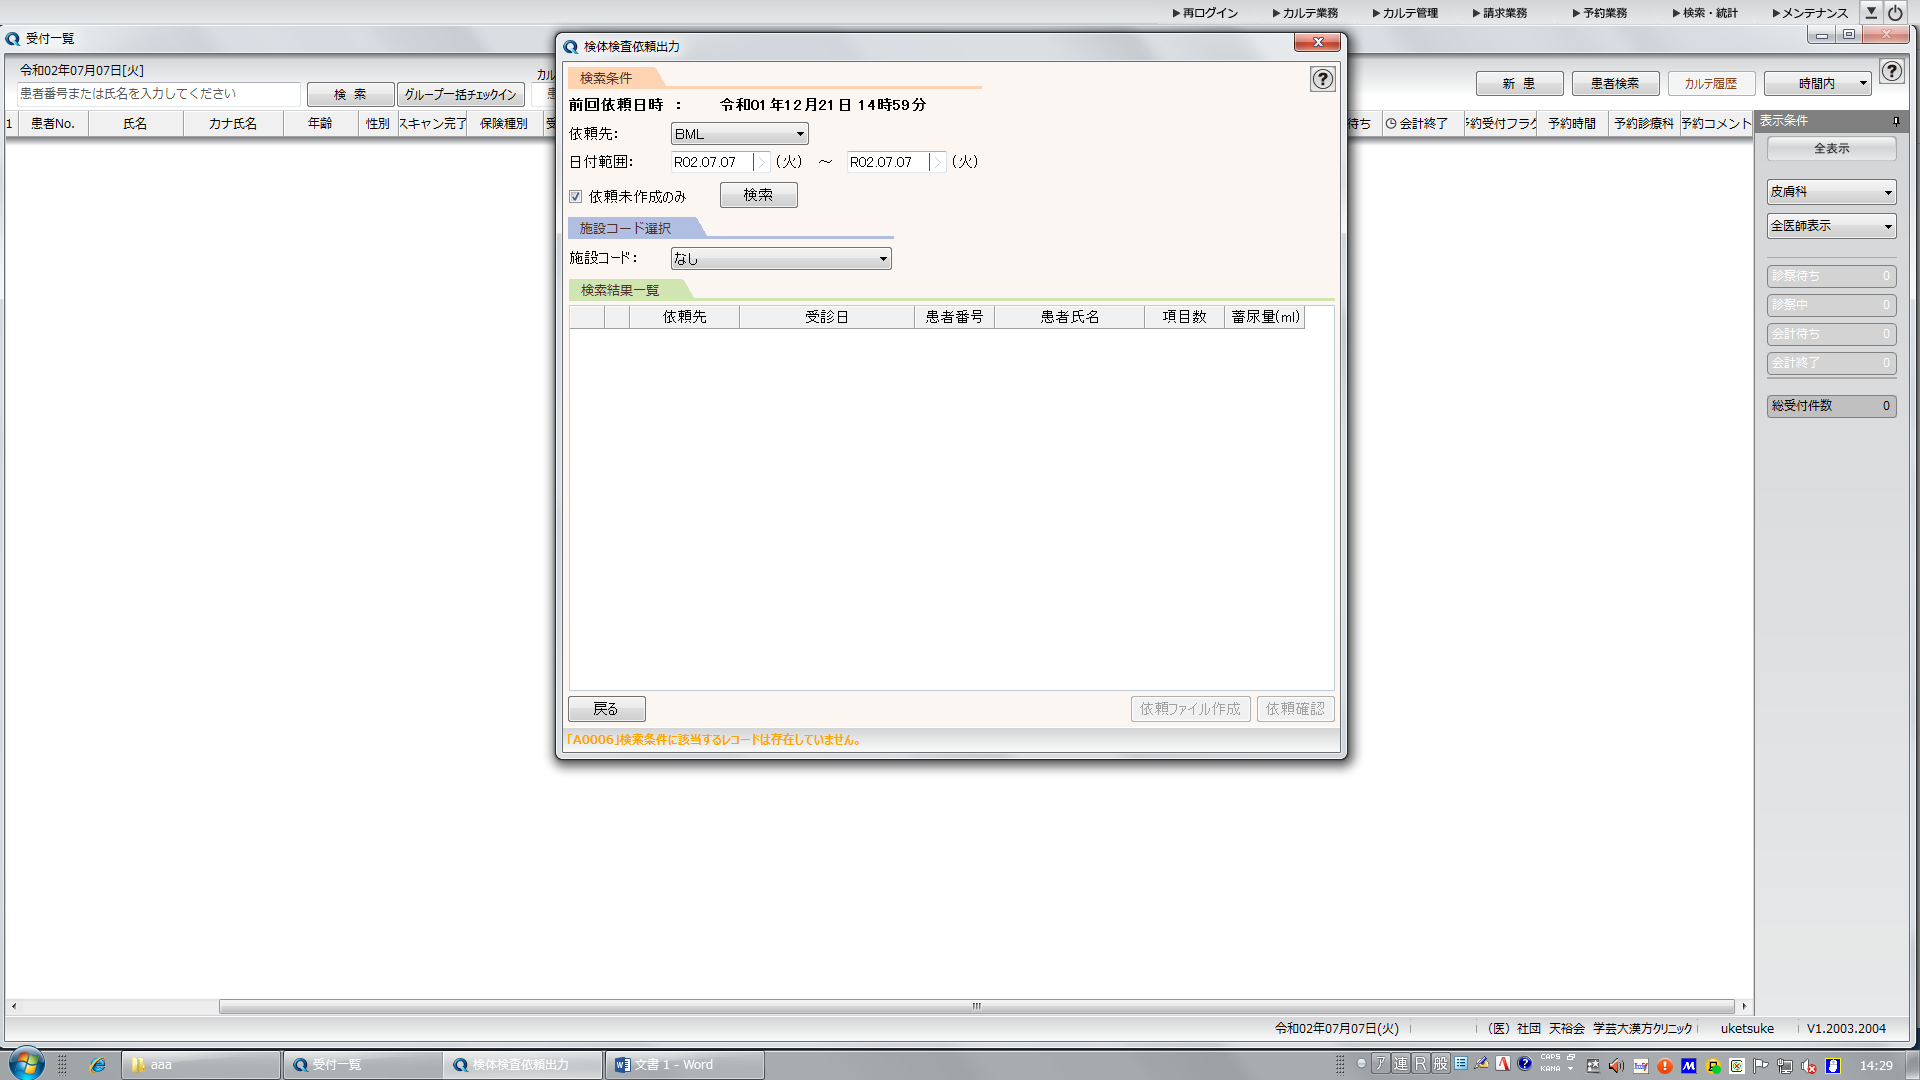 ▶再ログイン ▶カルテ業務 ▶カルテ管理 ▶請求業務 ▶予約業務 ▶検索・統計 ▶メンテナンス
受付一覧
令和02年07月07日[火]
患者番号または氏名を入力してください 検 索 グループ一括チェックイン
カル
新 患 患者検索 カルテ履歴 時間内
1 患者No. 氏名 カナ氏名 年齢 性別 スキャン完了 保険種別 受
待ち 会計終了 予約受付フラグ 予約時間 予約診療科 予約コメント
表示条件
全表示
皮膚科
全医師表示
診察待ち 0
診察中 0
会計待ち 0
会計終了 0
総受付件数 0
検体検査依頼出力
検索条件
前回依頼日時 ： 令和01年12月21日 14時59分
依頼先: BML
日付範囲: R02.07.07 (火) ～ R02.07.07 (火)
依頼未作成のみ 検索
施設コード選択
施設コード: なし
検索結果一覧
依頼先 受診日 患者番号 患者氏名 項目数 蓄尿量(ml)
戻る 依頼ファイル作成 依頼確認
「A0006」検索条件に該当するレコードは存在していません。
令和02年07月07日(火) （医）社団 天裕会 学芸大漢方クリニック uketsuke V1.2003.2004
aaa 受付一覧 検体検査依頼出力 文書 1 - Word
ア 連 R 般 CAPS KANA 14:29